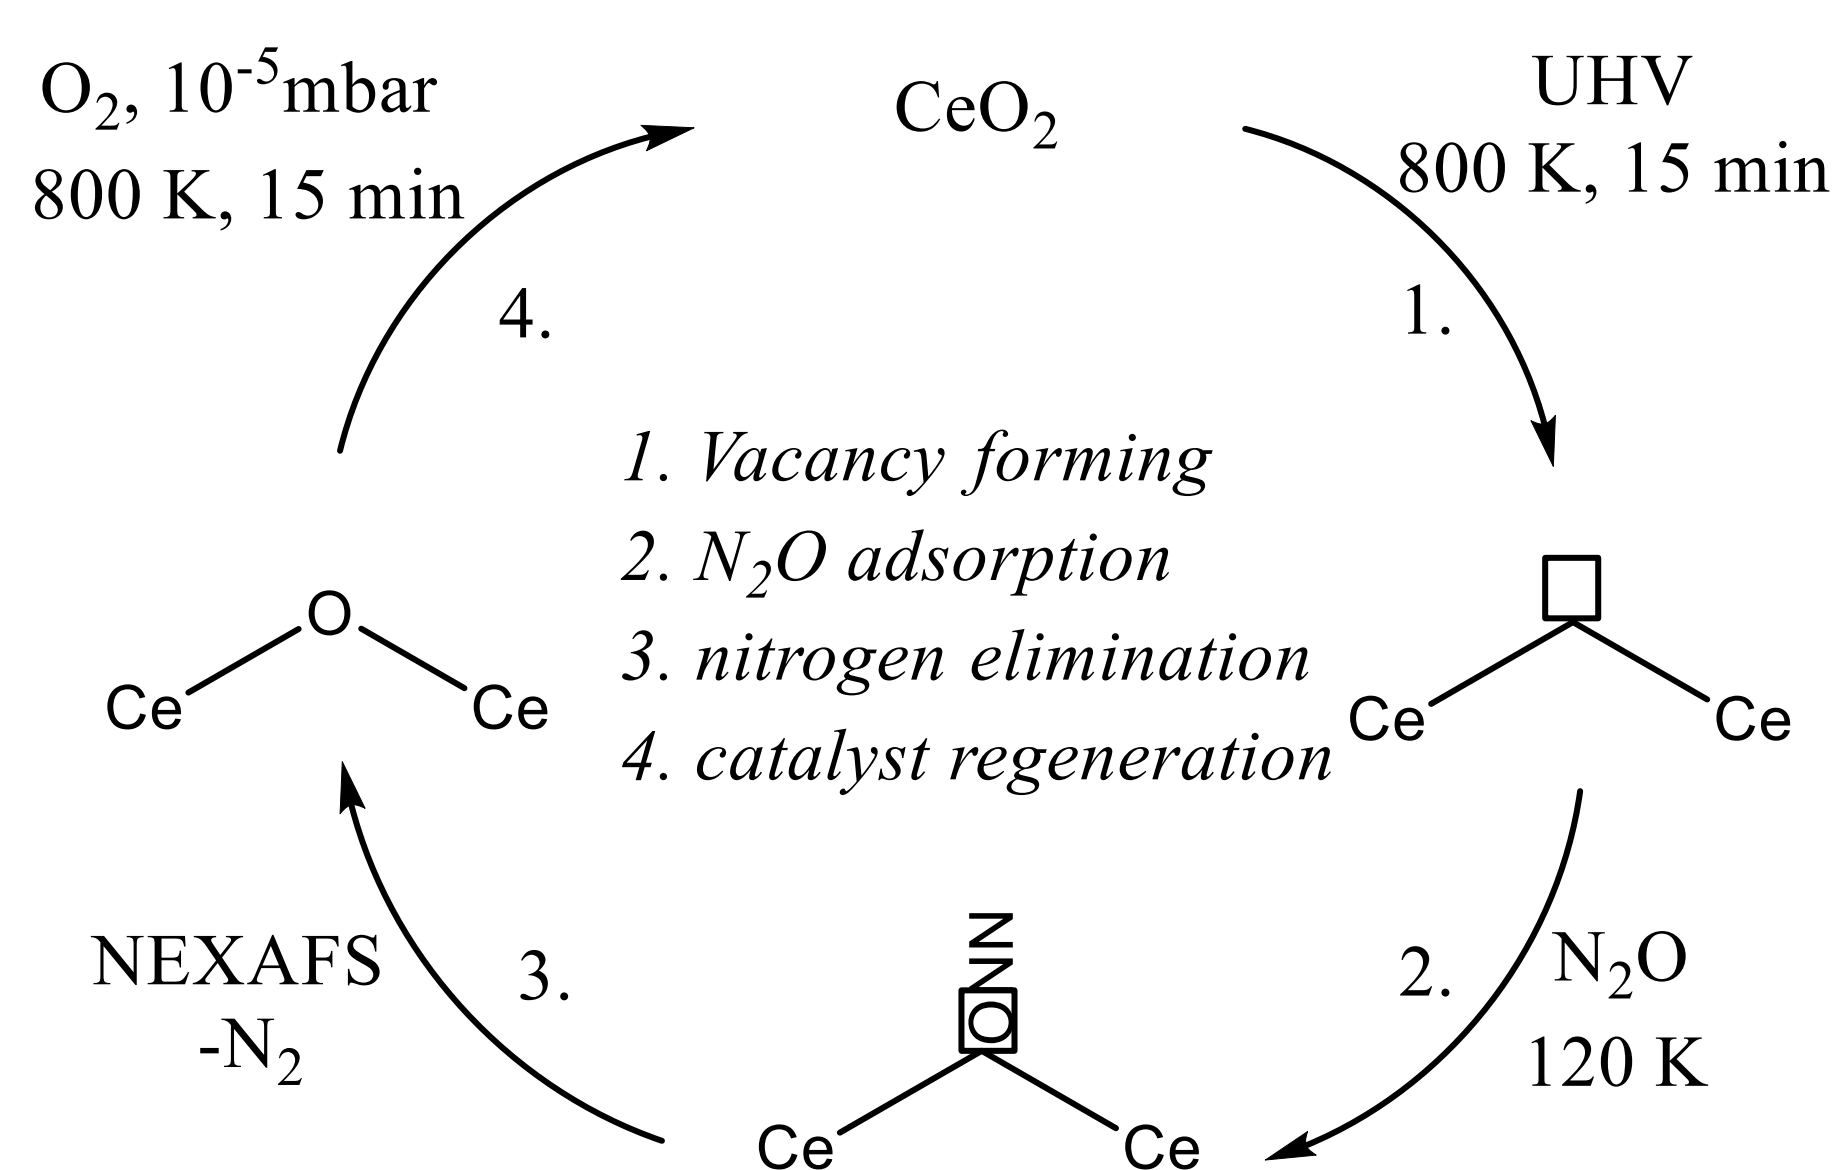 O₂, 10⁻⁵mbar
800 K, 15 min
CeO₂
UHV
800 K, 15 min
4.
1.
1. Vacancy forming
2. N₂O adsorption
3. nitrogen elimination
4. catalyst regeneration
O
Ce Ce
Ce Ce
NEXAFS
-N₂
3.
2.
N₂O
120 K
ONN
Ce Ce